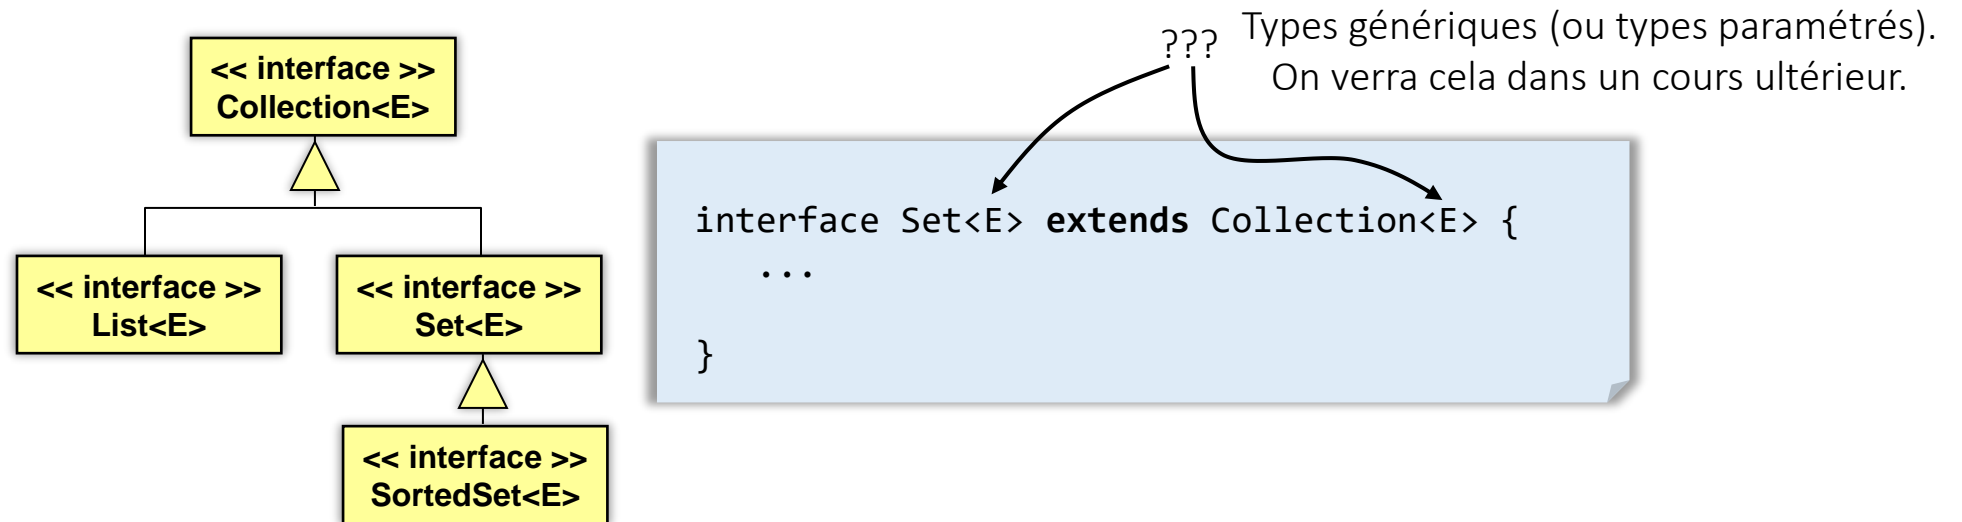 << interface >>
Collection<E>
<< interface >>
List<E>
<< interface >>
Set<E>
<< interface >>
SortedSet<E>
???
Types génériques (ou types paramétrés).
On verra cela dans un cours ultérieur.
interface Set<E> extends Collection<E> {
...
}